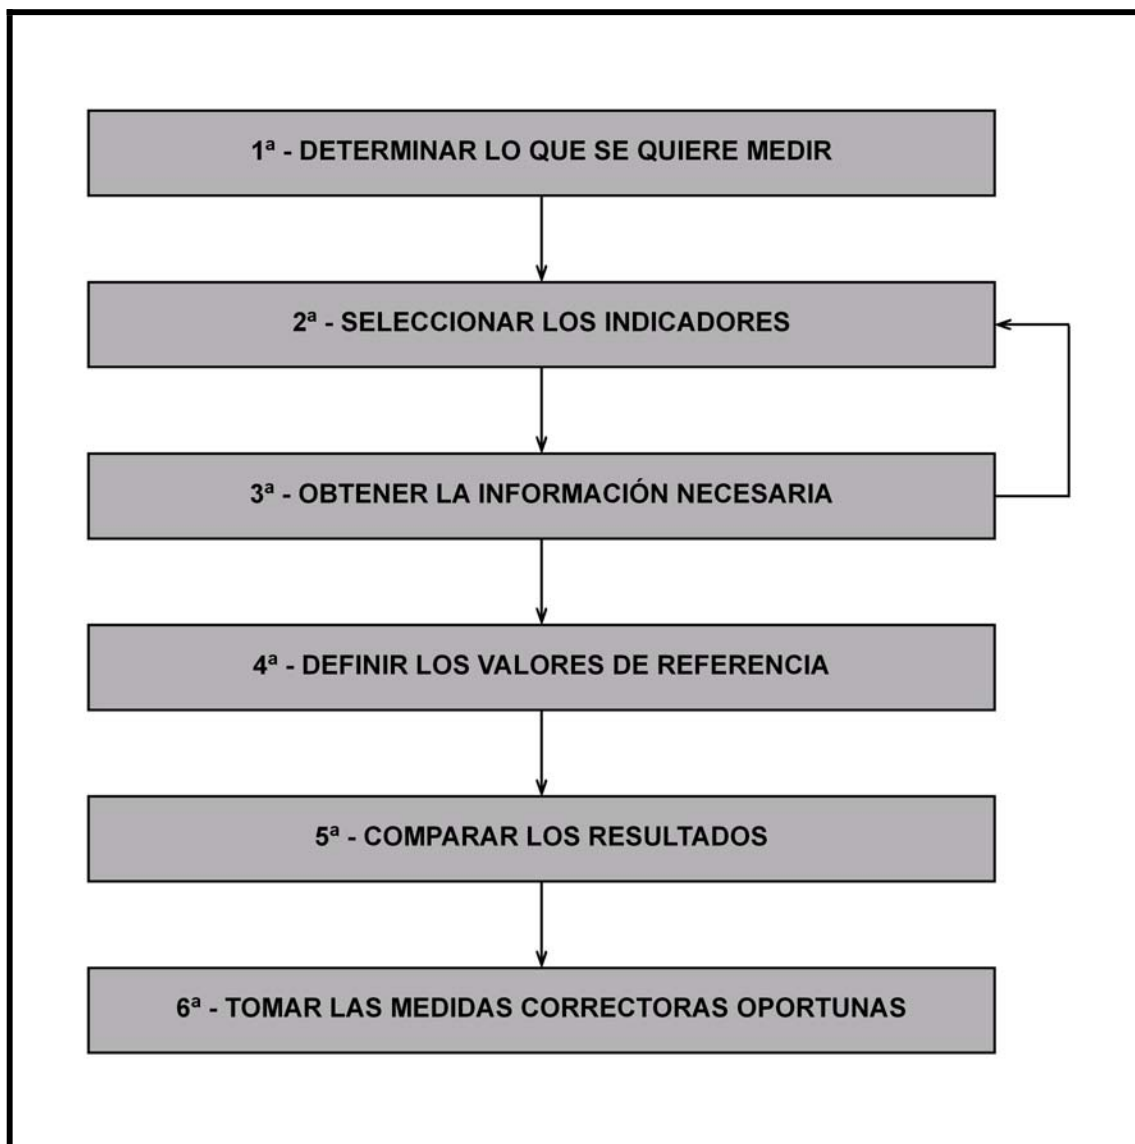 1ª - DETERMINAR LO QUE SE QUIERE MEDIR
2ª - SELECCIONAR LOS INDICADORES
3ª - OBTENER LA INFORMACIÓN NECESARIA
4ª - DEFINIR LOS VALORES DE REFERENCIA
5ª - COMPARAR LOS RESULTADOS
6ª - TOMAR LAS MEDIDAS CORRECTORAS OPORTUNAS